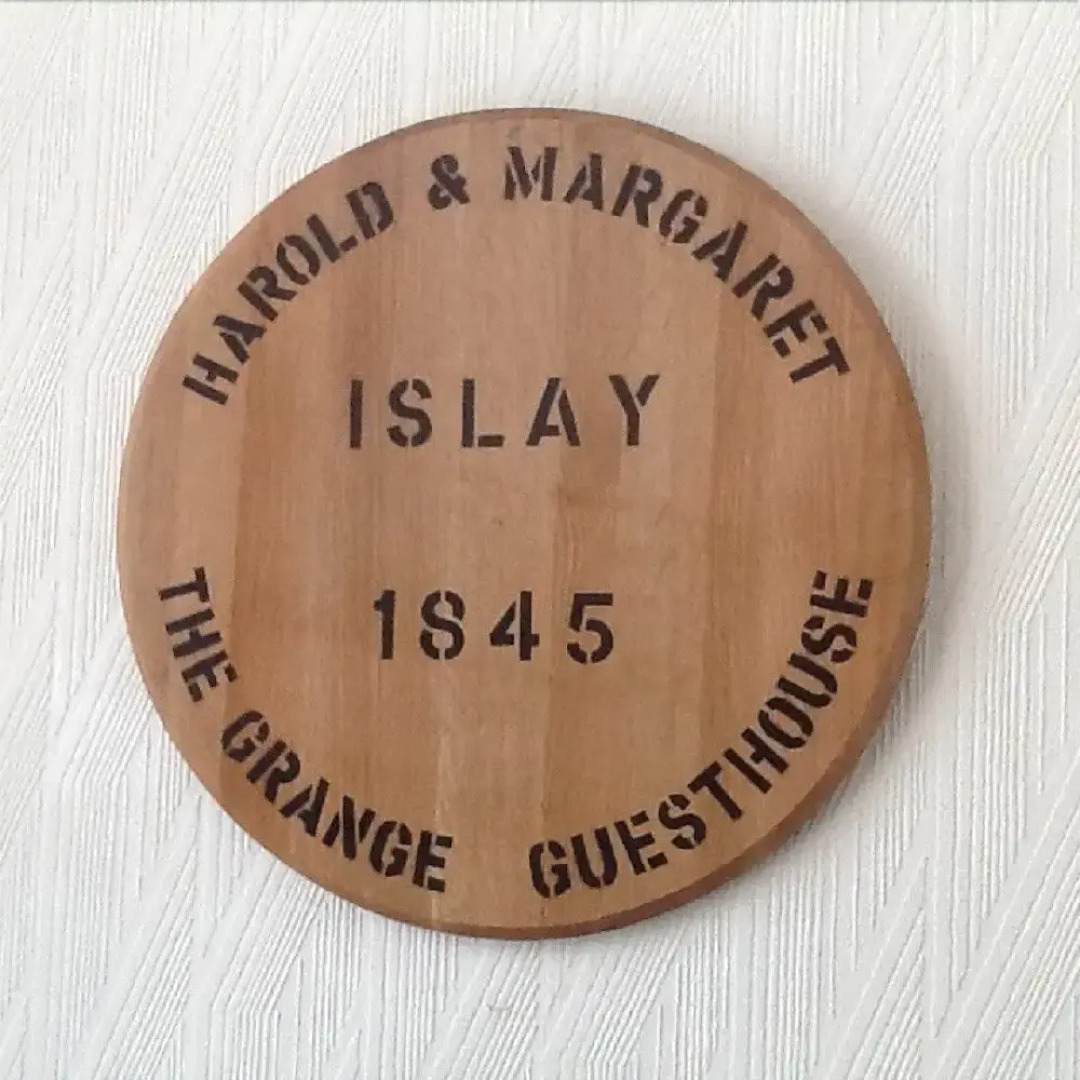 HAROLD & MARGARET
ISLAY
1845
THE GRANGE GUESTHOUSE